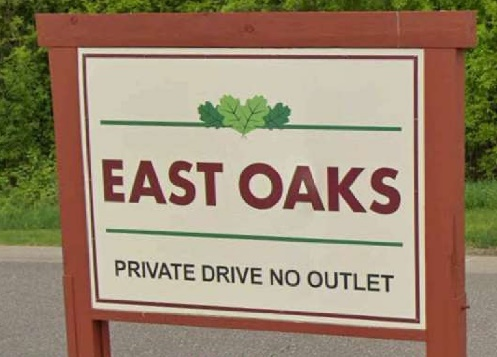 EAST OAKS
PRIVATE DRIVE NO OUTLET